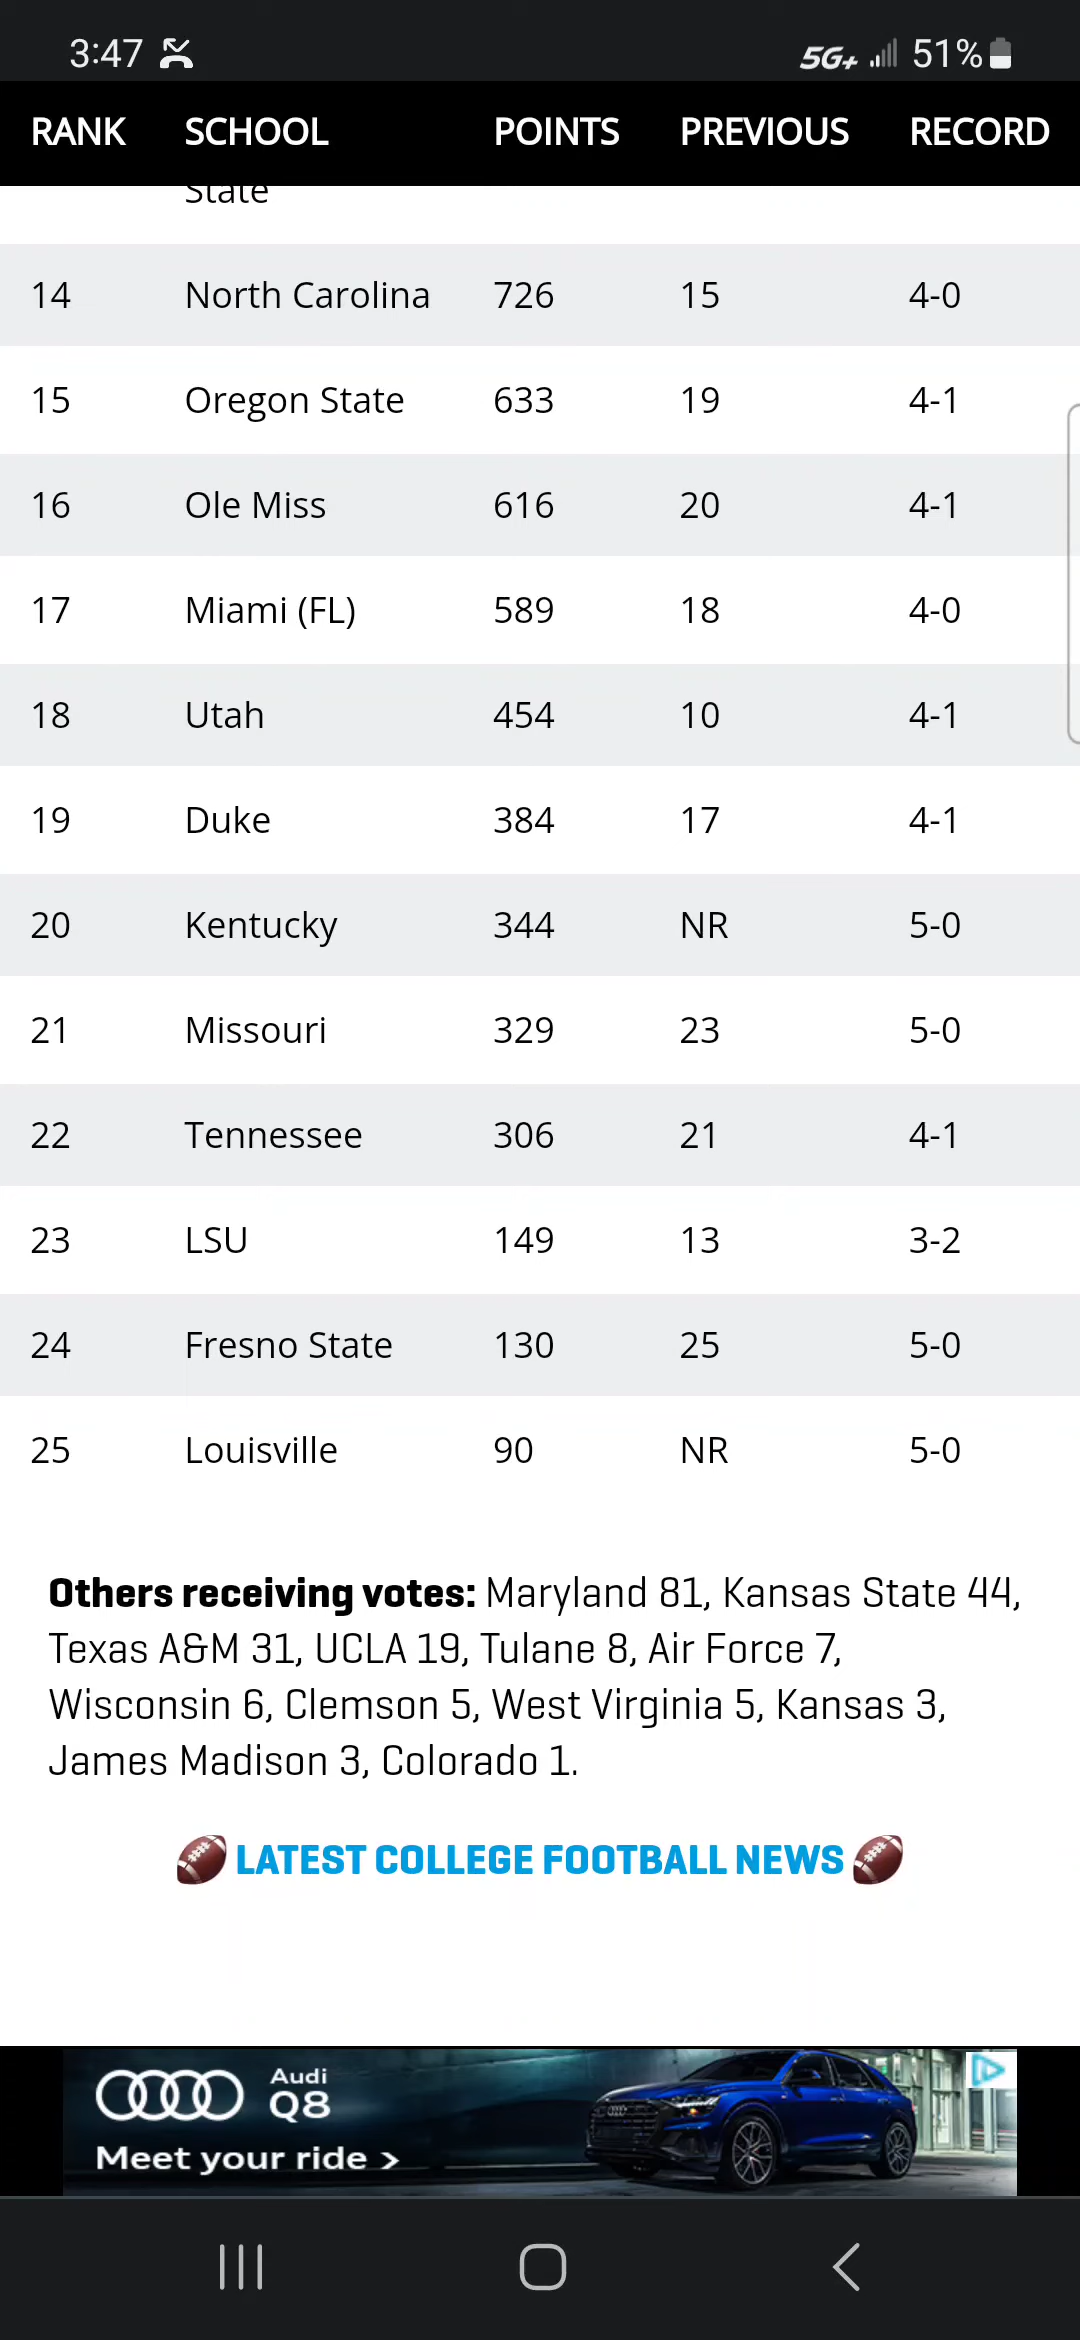 3:47 5G+ 51%
RANK SCHOOL POINTS PREVIOUS RECORD
State
14 North Carolina 726 15 4-0
15 Oregon State 633 19 4-1
16 Ole Miss 616 20 4-1
17 Miami (FL) 589 18 4-0
18 Utah 454 10 4-1
19 Duke 384 17 4-1
20 Kentucky 344 NR 5-0
21 Missouri 329 23 5-0
22 Tennessee 306 21 4-1
23 LSU 149 13 3-2
24 Fresno State 130 25 5-0
25 Louisville 90 NR 5-0
Others receiving votes: Maryland 81, Kansas State 44,
Texas A&M 31, UCLA 19, Tulane 8, Air Force 7,
Wisconsin 6, Clemson 5, West Virginia 5, Kansas 3,
James Madison 3, Colorado 1.
🏈 LATEST COLLEGE FOOTBALL NEWS 🏈
Audi
Q8
Meet your ride >